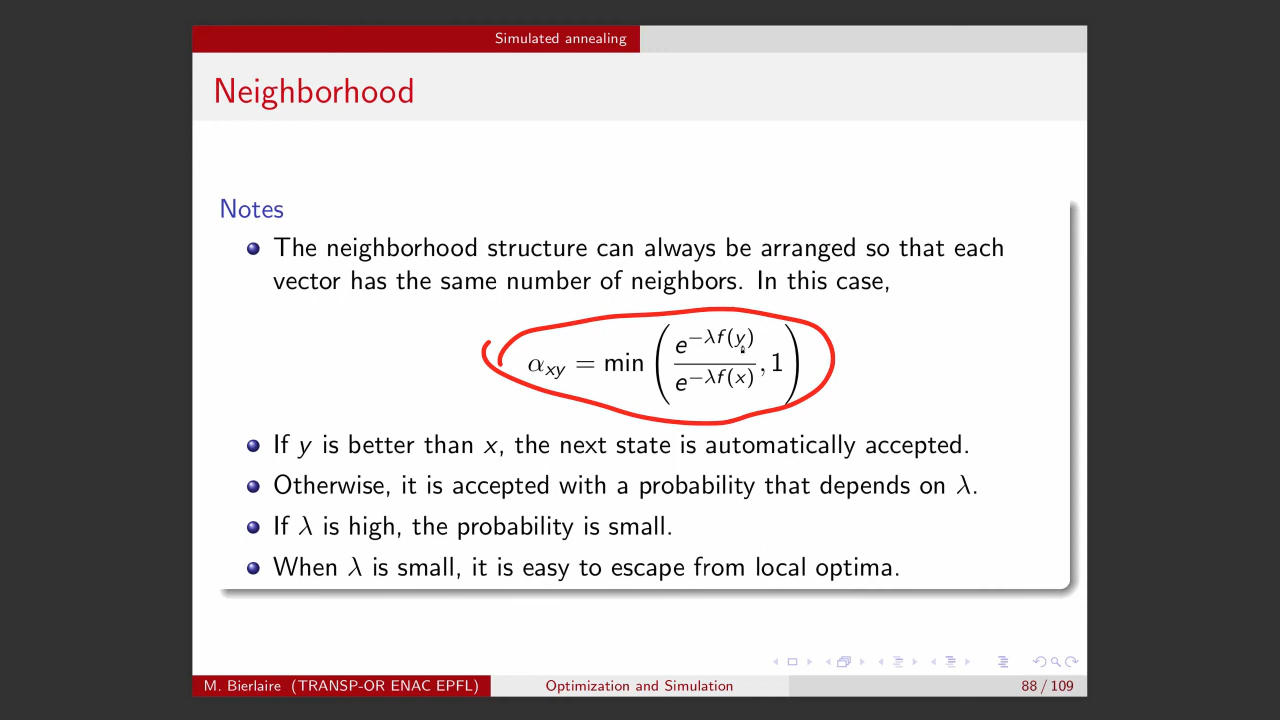 Simulated annealing
Neighborhood
Notes
The neighborhood structure can always be arranged so that each
vector has the same number of neighbors. In this case,
α_{xy} = min ( e^{−λf(y)} / e^{−λf(x)} , 1 )
If y is better than x, the next state is automatically accepted.
Otherwise, it is accepted with a probability that depends on λ.
If λ is high, the probability is small.
When λ is small, it is easy to escape from local optima.
M. Bierlaire (TRANSP-OR ENAC EPFL) Optimization and Simulation 88 / 109